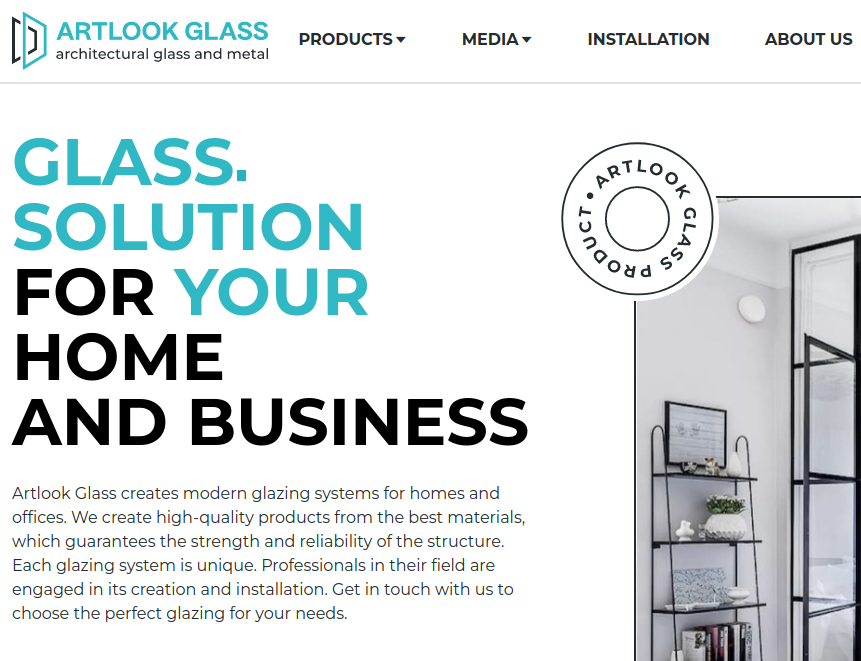 ARTLOOK GLASS
architectural glass and metal
PRODUCTS
MEDIA
INSTALLATION
ABOUT US
GLASS.
SOLUTION
FOR YOUR
HOME
AND BUSINESS
ARTLOOK GLASS PRODUCT •
Artlook Glass creates modern glazing systems for homes and
offices. We create high-quality products from the best materials,
which guarantees the strength and reliability of the structure.
Each glazing system is unique. Professionals in their field are
engaged in its creation and installation. Get in touch with us to
choose the perfect glazing for your needs.